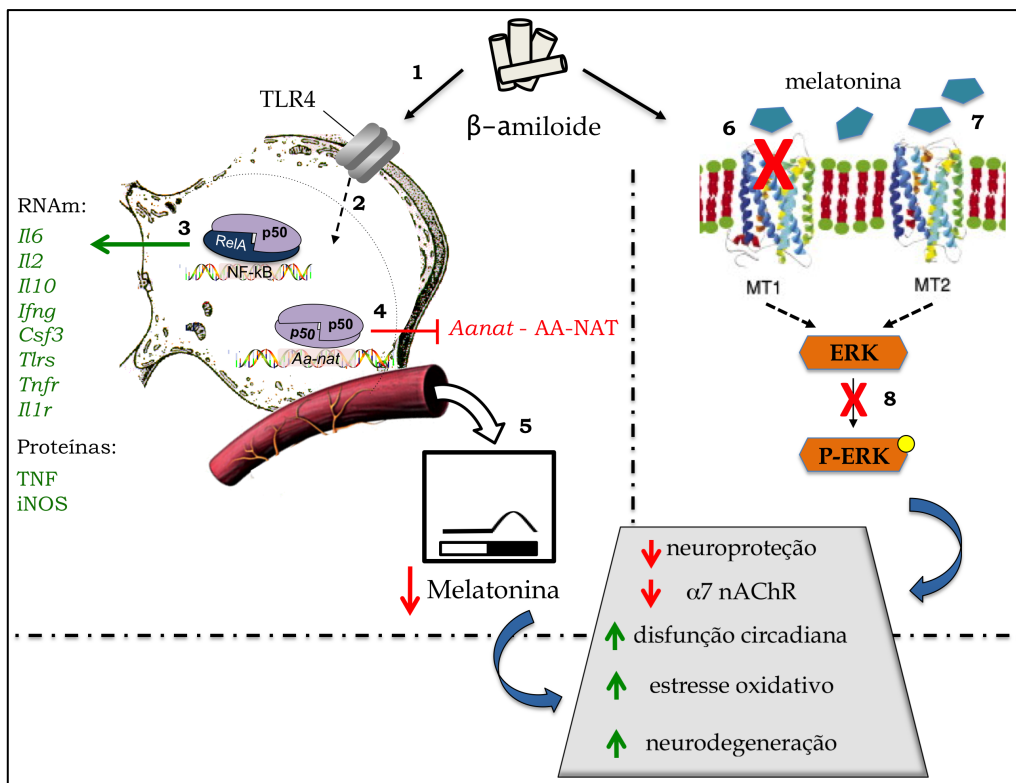 1
β-amiloide
TLR4
2
3
RelA
p50
NF-kB
RNAm:
Il6
Il2
Il10
Ifng
Csf3
Tlrs
Tnfr
Il1r
Proteínas:
TNF
iNOS
4
p50
p50
Aa-nat
Aanat - AA-NAT
5
Melatonina
melatonina
6
7
MT1
MT2
ERK
8
P-ERK
neuroproteção
α7 nAChR
disfunção circadiana
estresse oxidativo
neurodegeneração